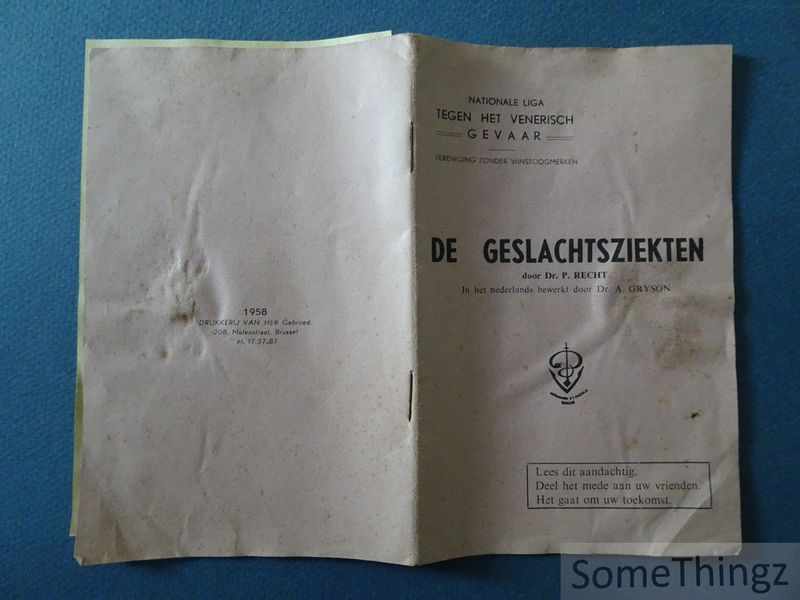 1958
DRUKKERIJ VAN HER Gebroed.
208, Molenstraat, Brussel
el. 17.37.87
NATIONALE LIGA
TEGEN HET VENERISCH
GEVAAR
VERENIGING ZONDER WINSTOOGMERKEN
DE GESLACHTSZIEKTEN
door Dr. P. RECHT
In het nederlands bewerkt door Dr. A. GRYSON
Lees dit aandachtig.
Deel het mede aan uw vrienden.
Het gaat om uw toekomst.
SomeThingz